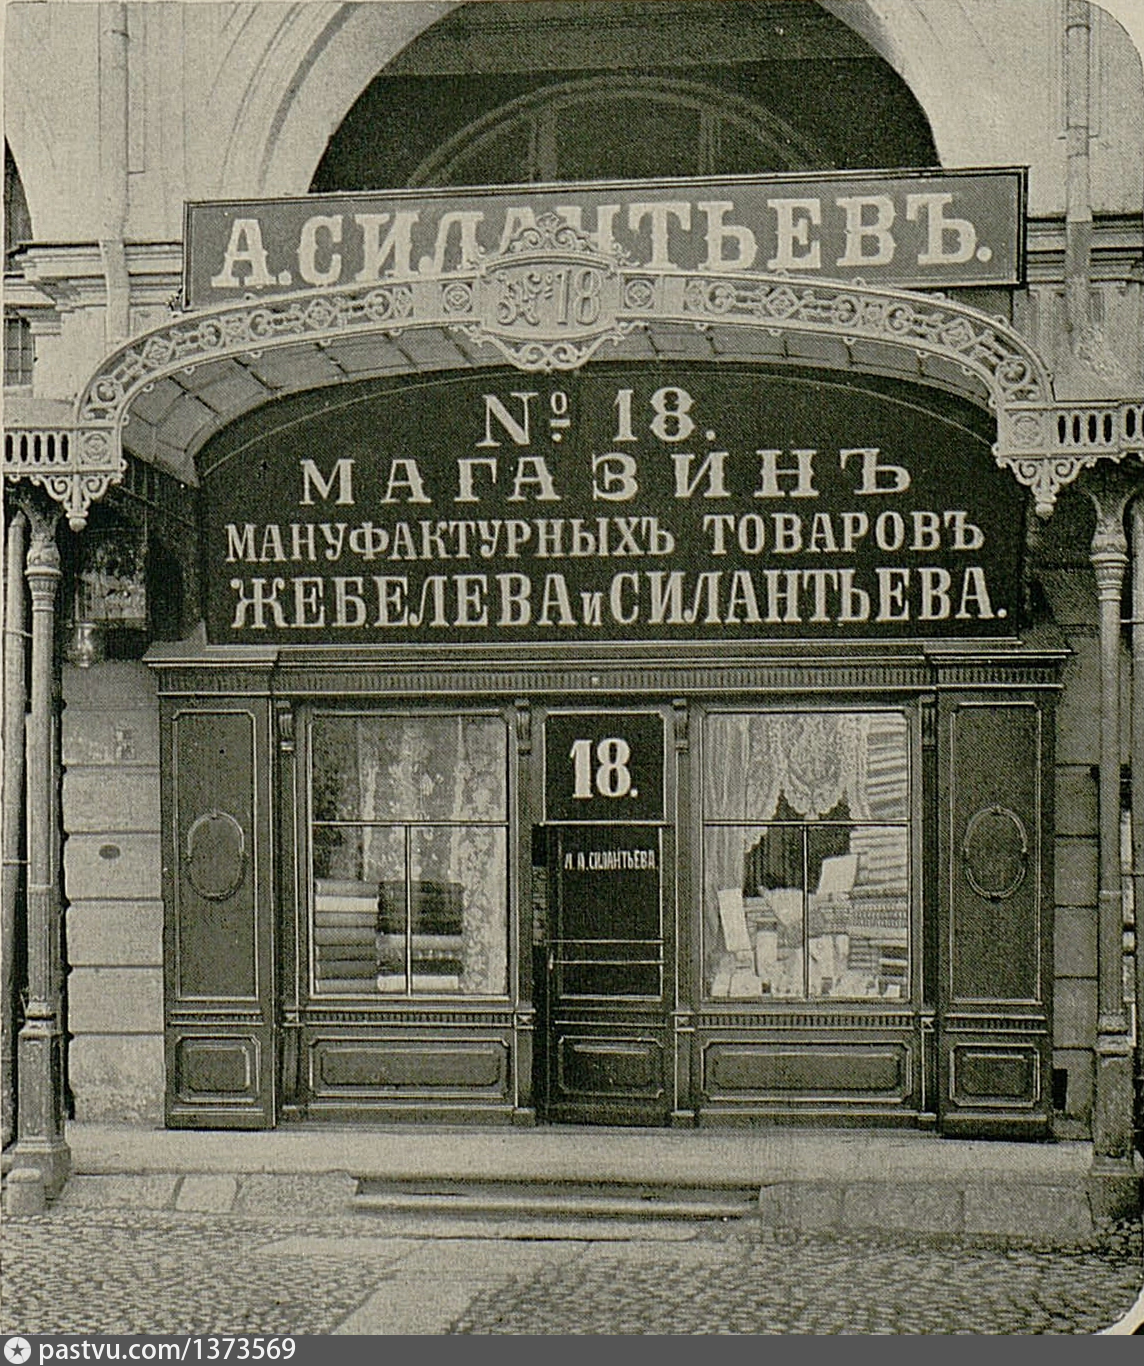 А. СИЛАНТЬЕВЪ.
№ 18
№ 18.
МАГАЗИНЪ
МАНУФАКТУРНЫХЪ ТОВАРОВЪ
ЖЕБЕЛЕВА и СИЛАНТЬЕВА.
18.
СИЛАНТЬЕВА
pastvu.com/1373569